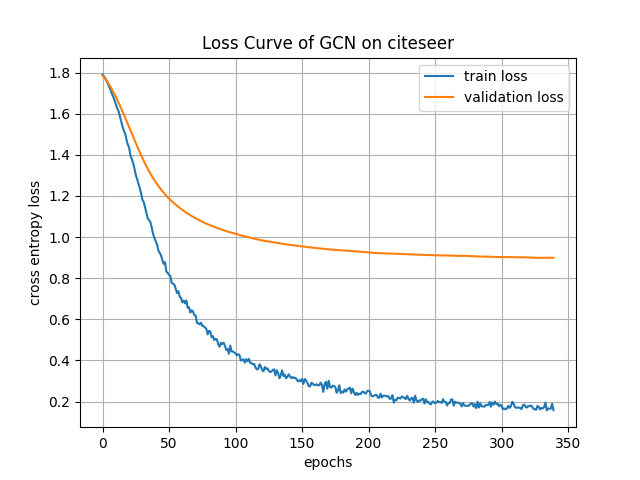 Loss Curve of GCN on citeseer
train loss
validation loss
cross entropy loss
1.8
1.6
1.4
1.2
1.0
0.8
0.6
0.4
0.2
0 50 100 150 200 250 300 350
epochs